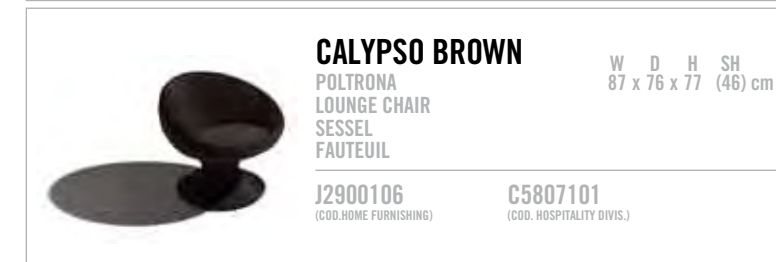 CALYPSO BROWN
POLTRONA
LOUNGE CHAIR
SESSEL
FAUTEUIL
W D H SH
87 x 76 x 77 (46) cm
J2900106
(COD.HOME FURNISHING)
C5807101
(COD. HOSPITALITY DIVIS.)